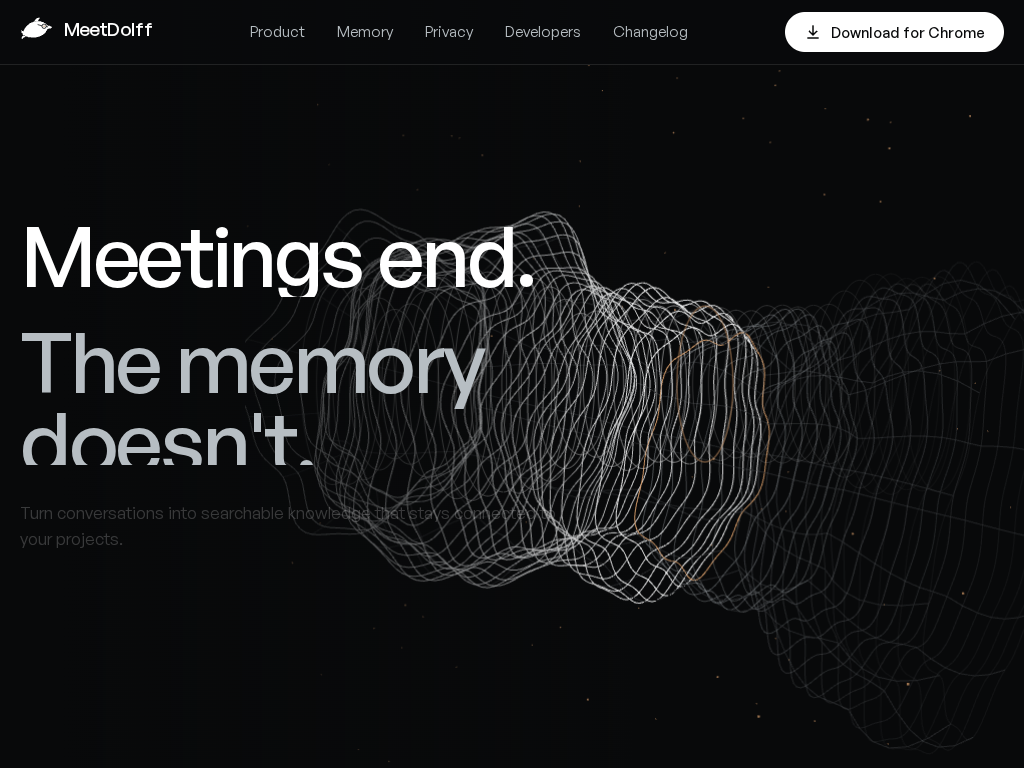 MeetDolff
Product
Memory
Privacy
Developers
Changelog
Download for Chrome
Meetings end.
The memory
doesn't.
Turn conversations into searchable knowledge that stays connected to
your projects.